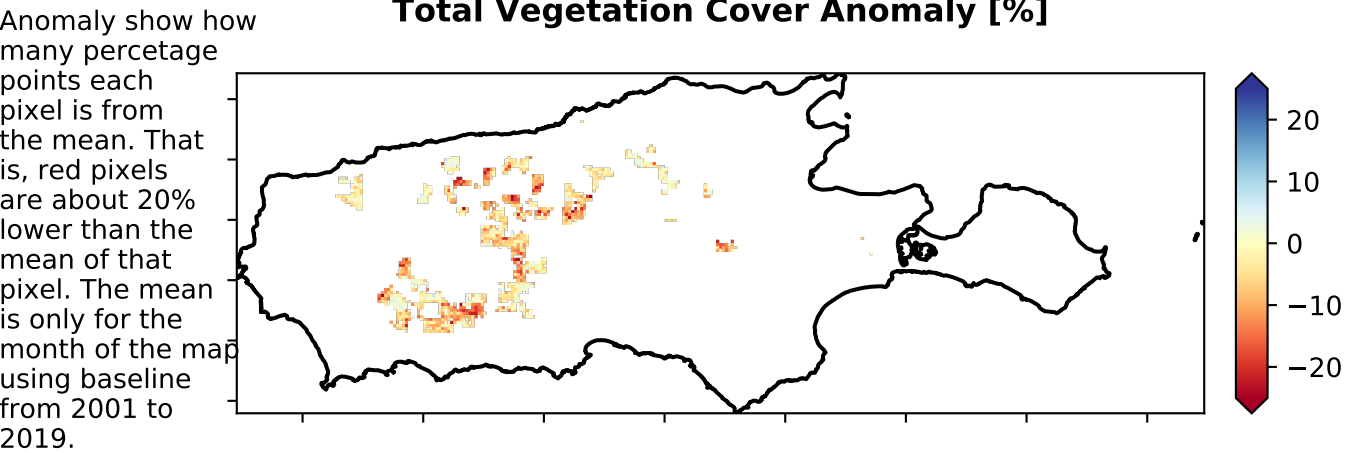 Total Vegetation Cover Anomaly [%]
Anomaly show how
many percetage
points each
pixel is from
the mean. That
is, red pixels
are about 20%
lower than the
mean of that
pixel. The mean
is only for the
month of the map
using baseline
from 2001 to
2019.
20
10
0
−10
−20